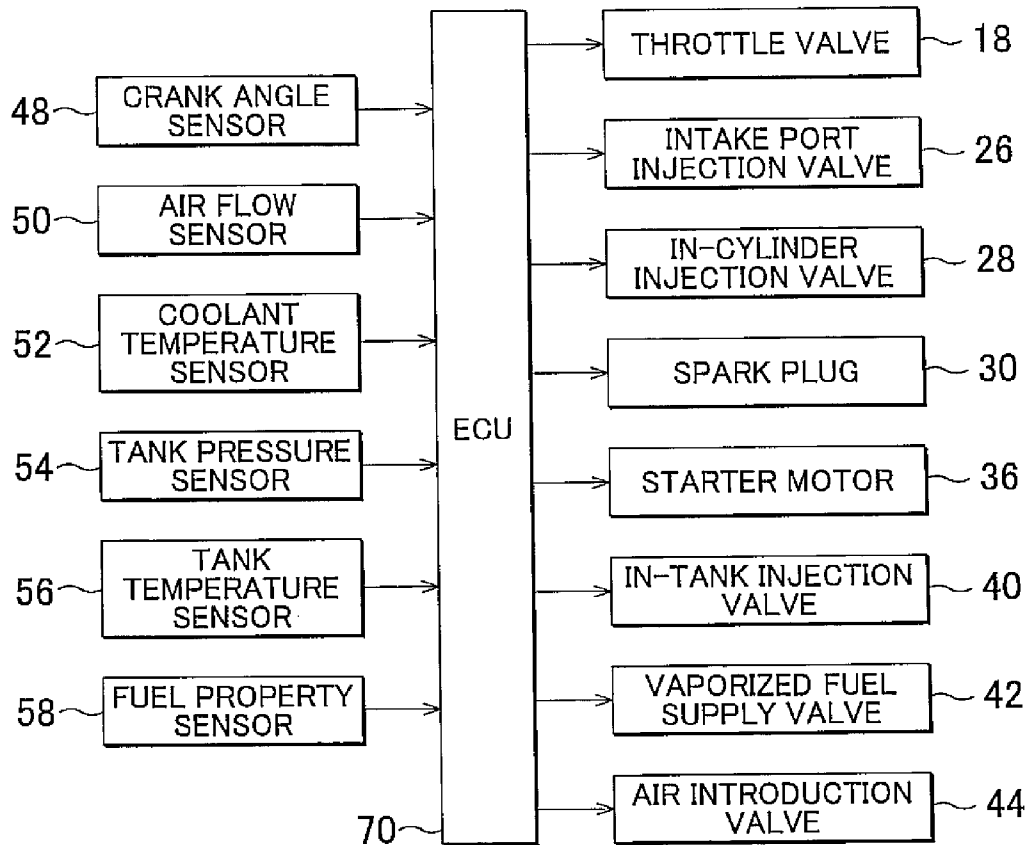 48
CRANK ANGLE
SENSOR
50
AIR FLOW
SENSOR
52
COOLANT
TEMPERATURE
SENSOR
54
TANK PRESSURE
SENSOR
56
TANK
TEMPERATURE
SENSOR
58
FUEL PROPERTY
SENSOR
ECU
70
THROTTLE VALVE
18
INTAKE PORT
INJECTION VALVE
26
IN-CYLINDER
INJECTION VALVE
28
SPARK PLUG
30
STARTER MOTOR
36
IN-TANK INJECTION
VALVE
40
VAPORIZED FUEL
SUPPLY VALVE
42
AIR INTRODUCTION
VALVE
44